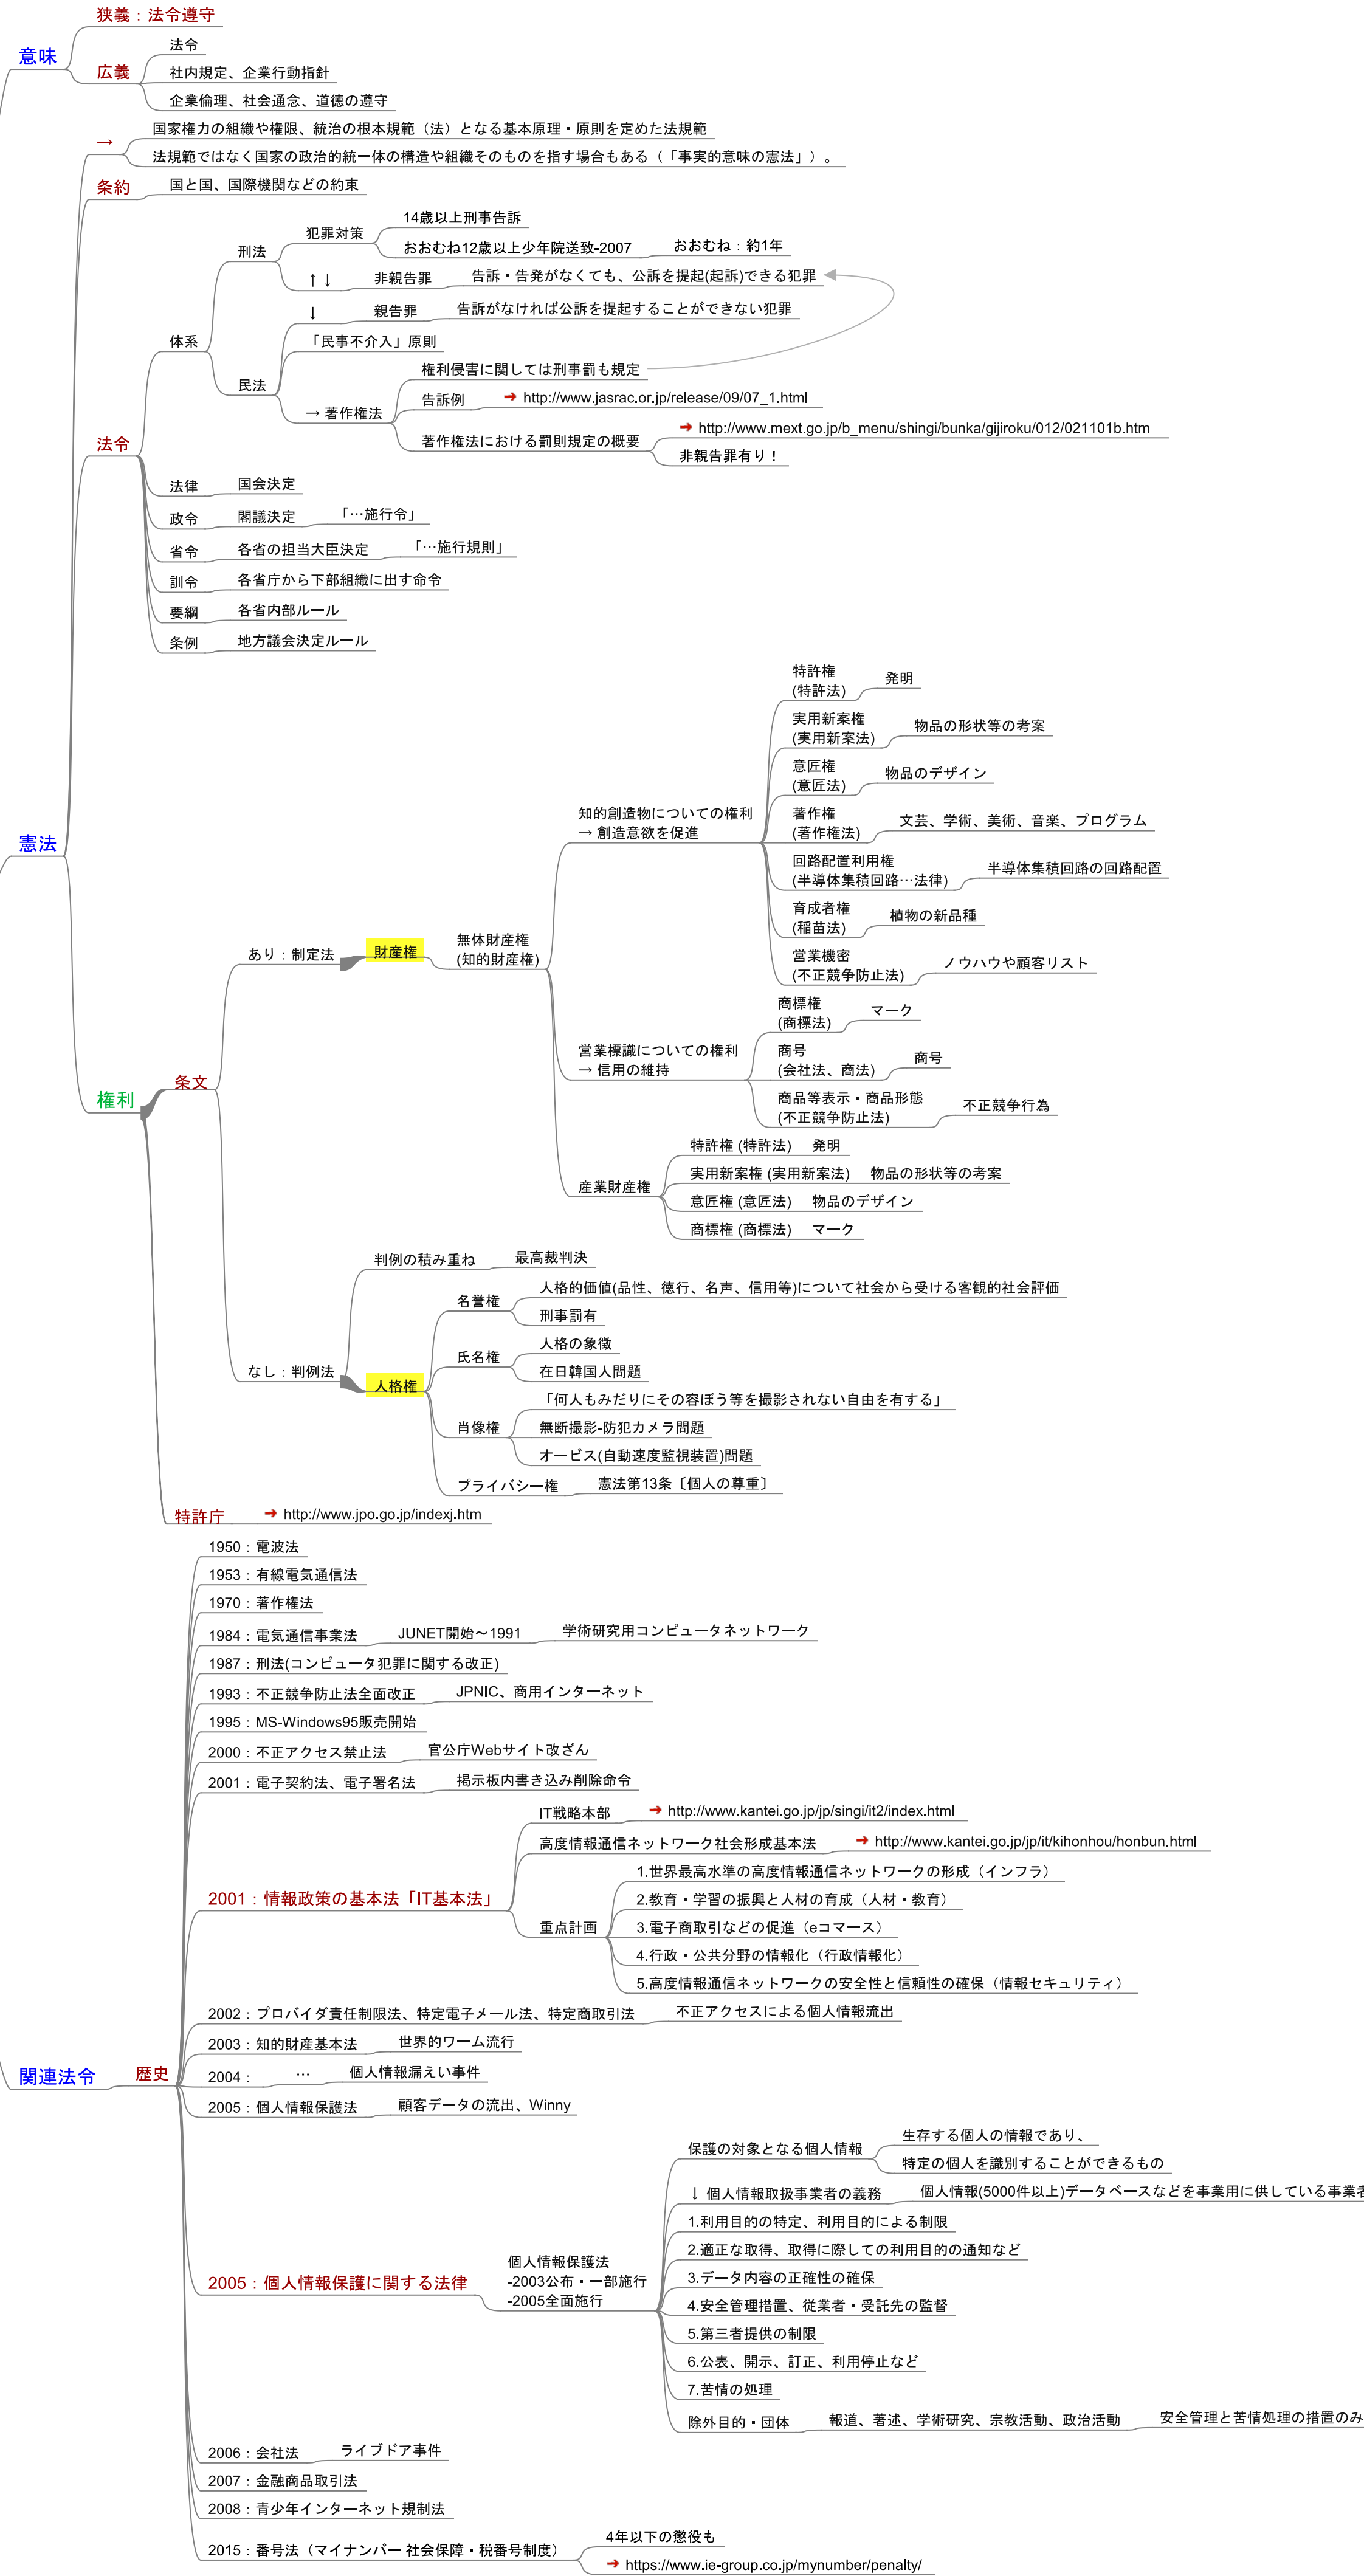 意味
狭義：法令遵守
広義
法令
社内規定、企業行動指針
企業倫理、社会通念、道徳の遵守
憲法
→
国家権力の組織や権限、統治の根本規範（法）となる基本原理・原則を定めた法規範
法規範ではなく国家の政治的統一体の構造や組織そのものを指す場合もある（「事実的意味の憲法」）。
条約
国と国、国際機関などの約束
法令
体系
刑法
犯罪対策
14歳以上刑事告訴
おおむね12歳以上少年院送致-2007
おおむね：約1年
↑↓
非親告罪
告訴・告発がなくても、公訴を提起(起訴)できる犯罪
民法
↓
親告罪
告訴がなければ公訴を提起することができない犯罪
「民事不介入」原則
→ 著作権法
権利侵害に関しては刑事罰も規定
告訴例
➜ http://www.jasrac.or.jp/release/09/07_1.html
著作権法における罰則規定の概要
➜ http://www.mext.go.jp/b_menu/shingi/bunka/gijiroku/012/021101b.htm
非親告罪有り！
法律
国会決定
政令
閣議決定
「…施行令」
省令
各省の担当大臣決定
「…施行規則」
訓令
各省庁から下部組織に出す命令
要綱
各省内部ルール
条例
地方議会決定ルール
権利
条文
あり：制定法
財産権
無体財産権
(知的財産権)
知的創造物についての権利
→ 創造意欲を促進
特許権
(特許法)
発明
実用新案権
(実用新案法)
物品の形状等の考案
意匠権
(意匠法)
物品のデザイン
著作権
(著作権法)
文芸、学術、美術、音楽、プログラム
回路配置利用権
(半導体集積回路…法律)
半導体集積回路の回路配置
育成者権
(稲苗法)
植物の新品種
営業機密
(不正競争防止法)
ノウハウや顧客リスト
営業標識についての権利
→ 信用の維持
商標権
(商標法)
マーク
商号
(会社法、商法)
商号
商品等表示・商品形態
(不正競争防止法)
不正競争行為
産業財産権
特許権 (特許法)　発明
実用新案権 (実用新案法)　物品の形状等の考案
意匠権 (意匠法)　物品のデザイン
商標権 (商標法)　マーク
なし：判例法
判例の積み重ね
最高裁判決
人格権
名誉権
人格的価値(品性、徳行、名声、信用等)について社会から受ける客観的社会評価
刑事罰有
氏名権
人格の象徴
在日韓国人問題
肖像権
「何人もみだりにその容ぼう等を撮影されない自由を有する」
無断撮影-防犯カメラ問題
オービス(自動速度監視装置)問題
プライバシー権
憲法第13条〔個人の尊重〕
特許庁
➜ http://www.jpo.go.jp/indexj.htm
関連法令
歴史
1950：電波法
1953：有線電気通信法
1970：著作権法
1984：電気通信事業法
JUNET開始～1991
学術研究用コンピュータネットワーク
1987：刑法(コンピュータ犯罪に関する改正)
1993：不正競争防止法全面改正
JPNIC、商用インターネット
1995：MS-Windows95販売開始
2000：不正アクセス禁止法
官公庁Webサイト改ざん
2001：電子契約法、電子署名法
掲示板内書き込み削除命令
2001：情報政策の基本法「IT基本法」
IT戦略本部
➜ http://www.kantei.go.jp/jp/singi/it2/index.html
高度情報通信ネットワーク社会形成基本法
➜ http://www.kantei.go.jp/jp/it/kihonhou/honbun.html
重点計画
1.世界最高水準の高度情報通信ネットワークの形成（インフラ）
2.教育・学習の振興と人材の育成（人材・教育）
3.電子商取引などの促進（eコマース）
4.行政・公共分野の情報化（行政情報化）
5.高度情報通信ネットワークの安全性と信頼性の確保（情報セキュリティ）
2002：プロバイダ責任制限法、特定電子メール法、特定商取引法
不正アクセスによる個人情報流出
2003：知的財産基本法
世界的ワーム流行
2004：
…
個人情報漏えい事件
2005：個人情報保護法
顧客データの流出、Winny
2005：個人情報保護に関する法律
個人情報保護法
-2003公布・一部施行
-2005全面施行
保護の対象となる個人情報
生存する個人の情報であり、
特定の個人を識別することができるもの
↓ 個人情報取扱事業者の義務
個人情報(5000件以上)データベースなどを事業用に供している事業者
1.利用目的の特定、利用目的による制限
2.適正な取得、取得に際しての利用目的の通知など
3.データ内容の正確性の確保
4.安全管理措置、従業者・受託先の監督
5.第三者提供の制限
6.公表、開示、訂正、利用停止など
7.苦情の処理
除外目的・団体
報道、著述、学術研究、宗教活動、政治活動
安全管理と苦情処理の措置のみ
2006：会社法
ライブドア事件
2007：金融商品取引法
2008：青少年インターネット規制法
2015：番号法（マイナンバー 社会保障・税番号制度）
4年以下の懲役も
➜ https://www.ie-group.co.jp/mynumber/penalty/